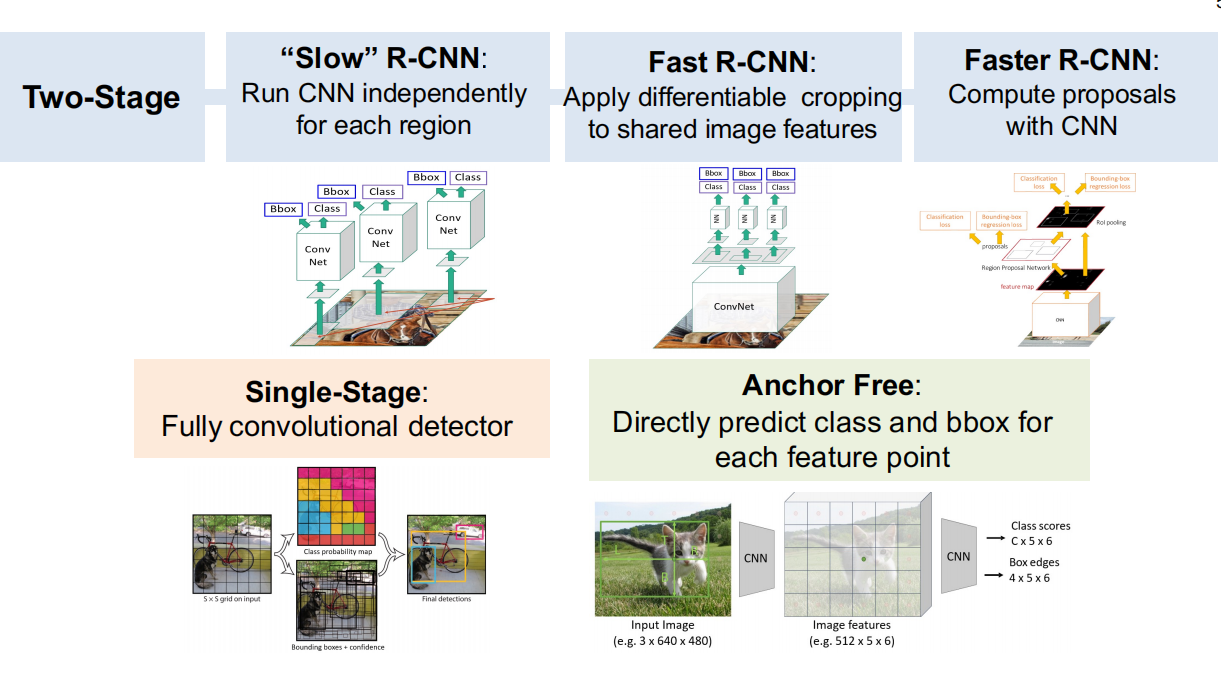 5
Two-Stage
“Slow” R-CNN:
Run CNN independently
for each region
Fast R-CNN:
Apply differentiable cropping
to shared image features
Faster R-CNN:
Compute proposals
with CNN
Bbox
Class
Bbox
Class
Bbox
Class
Conv
Net
Conv
Net
Conv
Net
Bbox
Bbox
Bbox
Class
Class
Class
NN
NN
NN
ConvNet
Classification
loss
Bounding-box
regression loss
Classification
loss
Bounding-box
regression loss
RoI pooling
proposals
Region Proposal Network
feature map
CNN
image
Single-Stage:
Fully convolutional detector
Class probability map
S × S grid on input
Final detections
Bounding boxes + confidence
Anchor Free:
Directly predict class and bbox for
each feature point
CNN
CNN
Class scores
C x 5 x 6
Box edges
4 x 5 x 6
Input Image
(e.g. 3 x 640 x 480)
Image features
(e.g. 512 x 5 x 6)